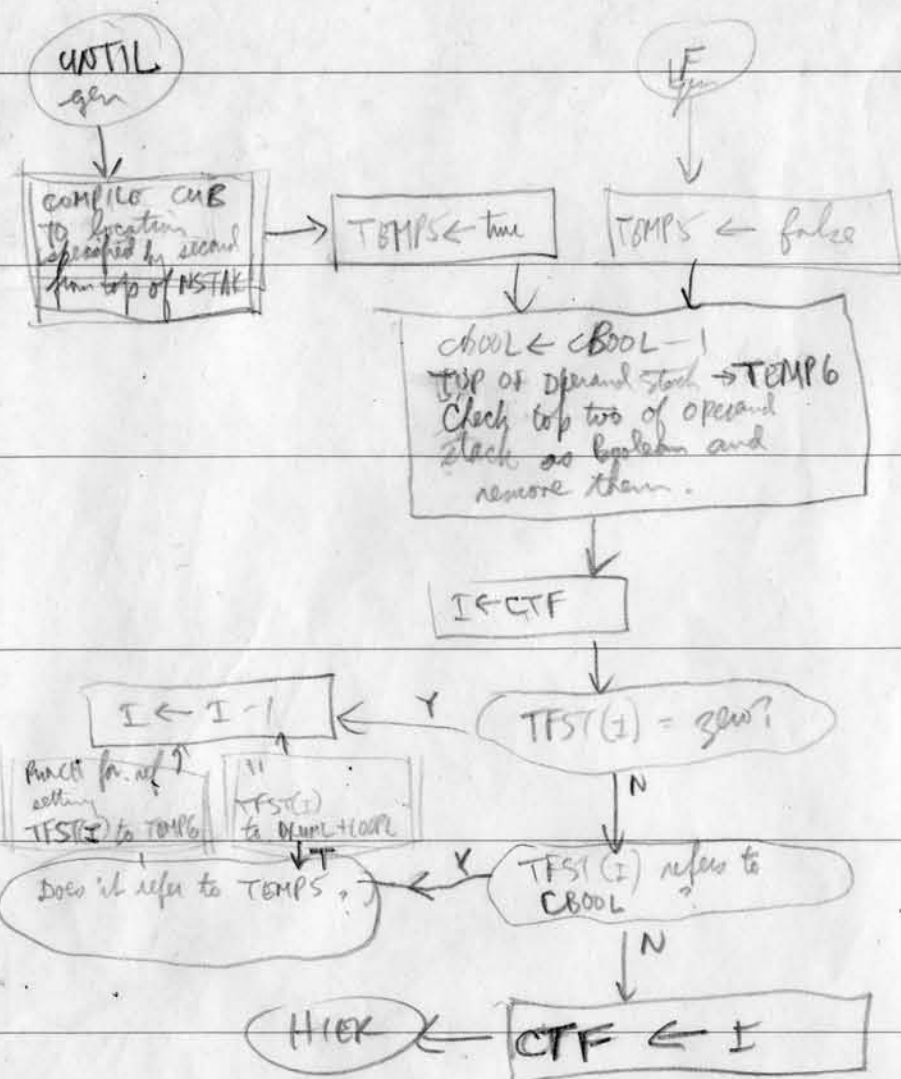 UNTIL
gen
IF
gen
COMPILE CUB
TO location
specified by second
from top of NSTAK
TEMP5 ← true
TEMP5 ← false
CBOOL ← CBOOL - 1
TOP OF operand stack → TEMP6
Check top two of operand
stack as Boolean and
remove them.
I ← CTF
I ← I - 1
Y
TFST(I) = zero?
PUNCH for. ref
setting
TFST(I) to TEMP6
"
TFST(I)
to + LOOPL
N
T
Does it refer to TEMP5?
Y
TFST(I) refers to
CBOOL ?
N
HIER
CTF ← I